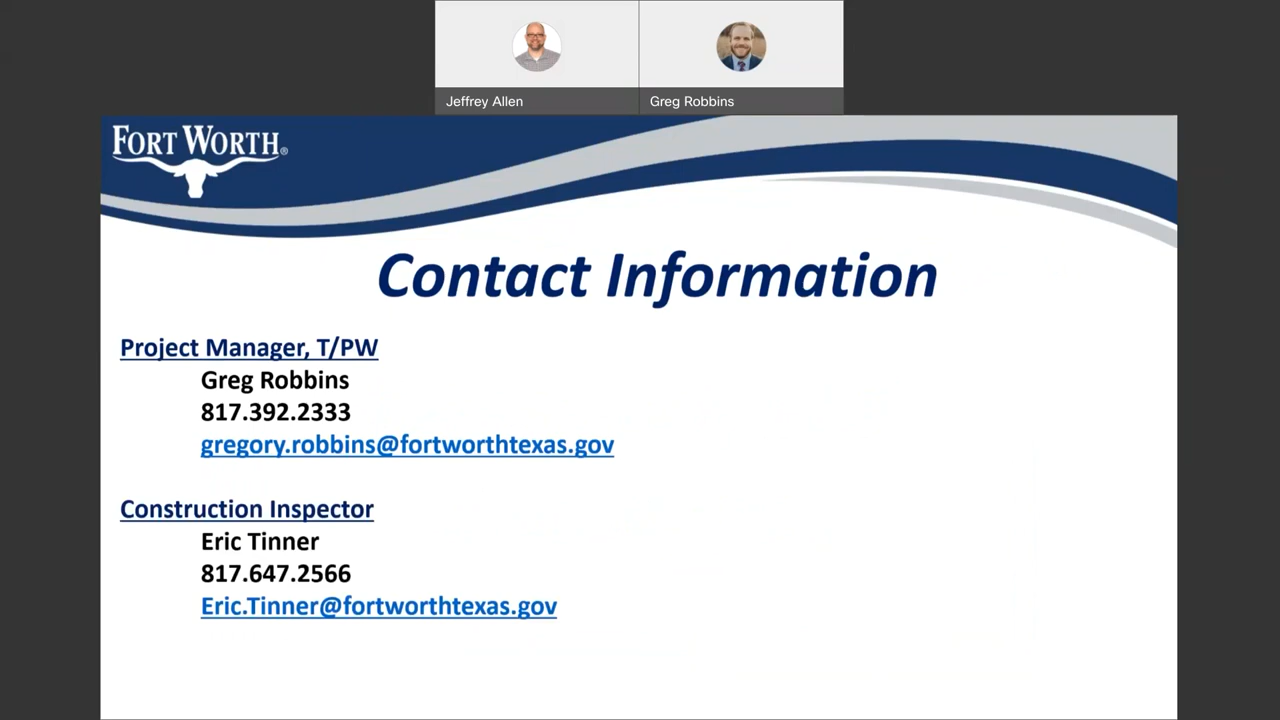 Jeffrey Allen
Greg Robbins
FORT WORTH®
Contact Information
Project Manager, T/PW
Greg Robbins
817.392.2333
gregory.robbins@fortworthtexas.gov
Construction Inspector
Eric Tinner
817.647.2566
Eric.Tinner@fortworthtexas.gov